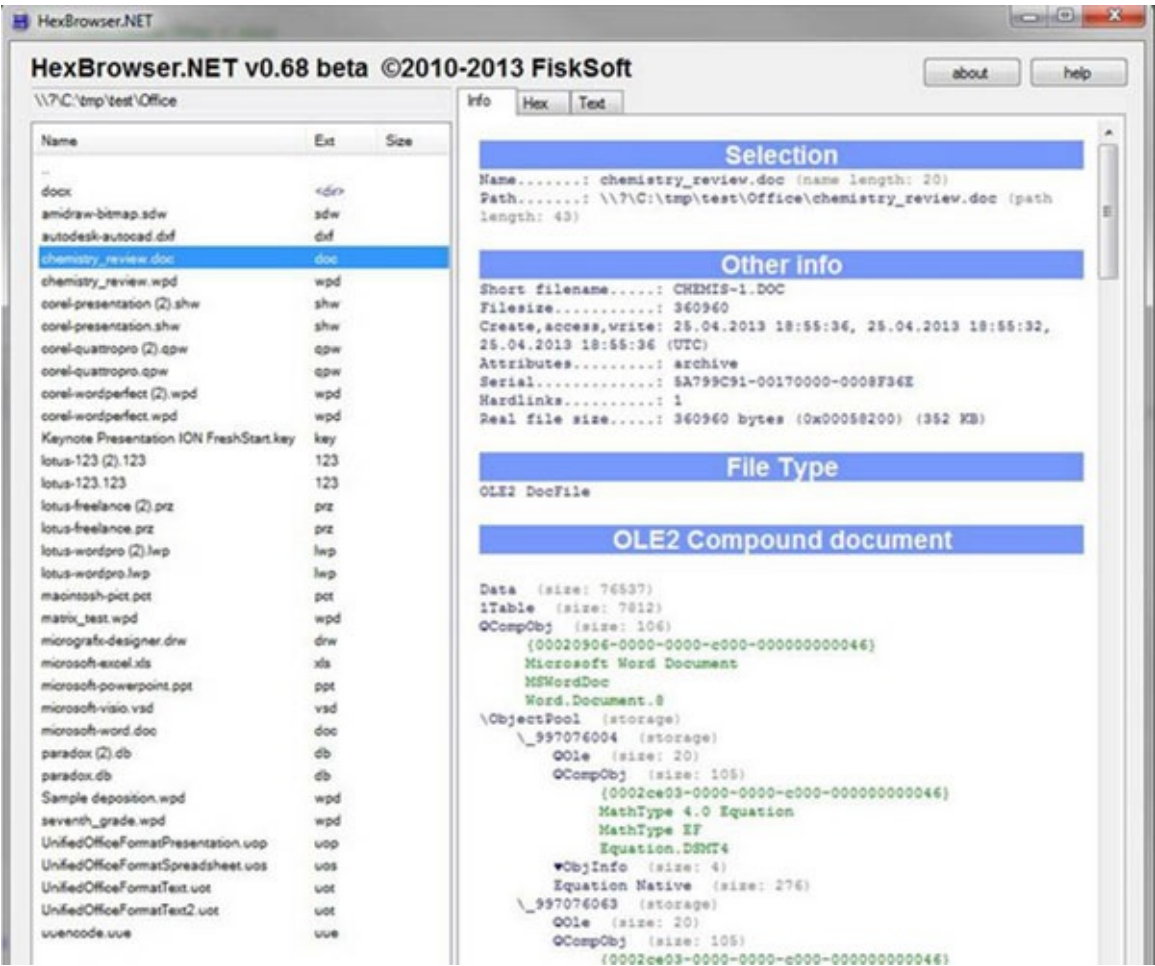 HexBrowser.NET
HexBrowser.NET v0.68 beta ©2010-2013 FiskSoft
about help
\\?\C:\tmp\test\Office
Info Hex Text
Name Ext Size
..
docx <dir>
amidraw-bitmap.sdw sdw
autodesk-autocad.dxf dxf
chemistry_review.doc doc
chemistry_review.wpd wpd
corel-presentation (2).shw shw
corel-presentation.shw shw
corel-quattropro (2).qpw qpw
corel-quattropro.qpw qpw
corel-wordperfect (2).wpd wpd
corel-wordperfect.wpd wpd
Keynote Presentation ION FreshStart.key key
lotus-123 (2).123 123
lotus-123.123 123
lotus-freelance (2).prz prz
lotus-freelance.prz prz
lotus-wordpro (2).lwp lwp
lotus-wordpro.lwp lwp
macintosh-pict.pct pct
matrix_test.wpd wpd
micrografx-designer.drw drw
microsoft-excel.xls xls
microsoft-powerpoint.ppt ppt
microsoft-visio.vsd vsd
microsoft-word.doc doc
paradox (2).db db
paradox.db db
Sample deposition.wpd wpd
seventh_grade.wpd wpd
UnifiedOfficeFormatPresentation.uop uop
UnifiedOfficeFormatSpreadsheet.uos uos
UnifiedOfficeFormatText.uot uot
UnifiedOfficeFormatText2.uot uot
uuencode.uue uue
Selection
Name.......: chemistry_review.doc (name length: 20)
Path.......: \\?\C:\tmp\test\Office\chemistry_review.doc (path
length: 43)
Other info
Short filename.....: CHEMIS~1.DOC
Filesize...........: 360960
Create,access,write: 25.04.2013 18:55:36, 25.04.2013 18:55:32,
25.04.2013 18:55:36 (UTC)
Attributes.........: archive
Serial.............: 5A799C91-00170000-0008F36E
Hardlinks..........: 1
Real file size.....: 360960 bytes (0x00058200) (352 KB)
File Type
OLE2 DocFile
OLE2 Compound document
Data (size: 76537)
1Table (size: 7812)
☺CompObj (size: 106)
{00020906-0000-0000-c000-000000000046}
Microsoft Word Document
MSWordDoc
Word.Document.8
\ObjectPool (storage)
\_997076004 (storage)
☺Ole (size: 20)
☺CompObj (size: 105)
{0002ce03-0000-0000-c000-000000000046}
MathType 4.0 Equation
MathType EF
Equation.DSMT4
♥ObjInfo (size: 4)
Equation Native (size: 276)
\_997076063 (storage)
☺Ole (size: 20)
☺CompObj (size: 105)
{0002ce03-0000-0000-c000-000000000046}